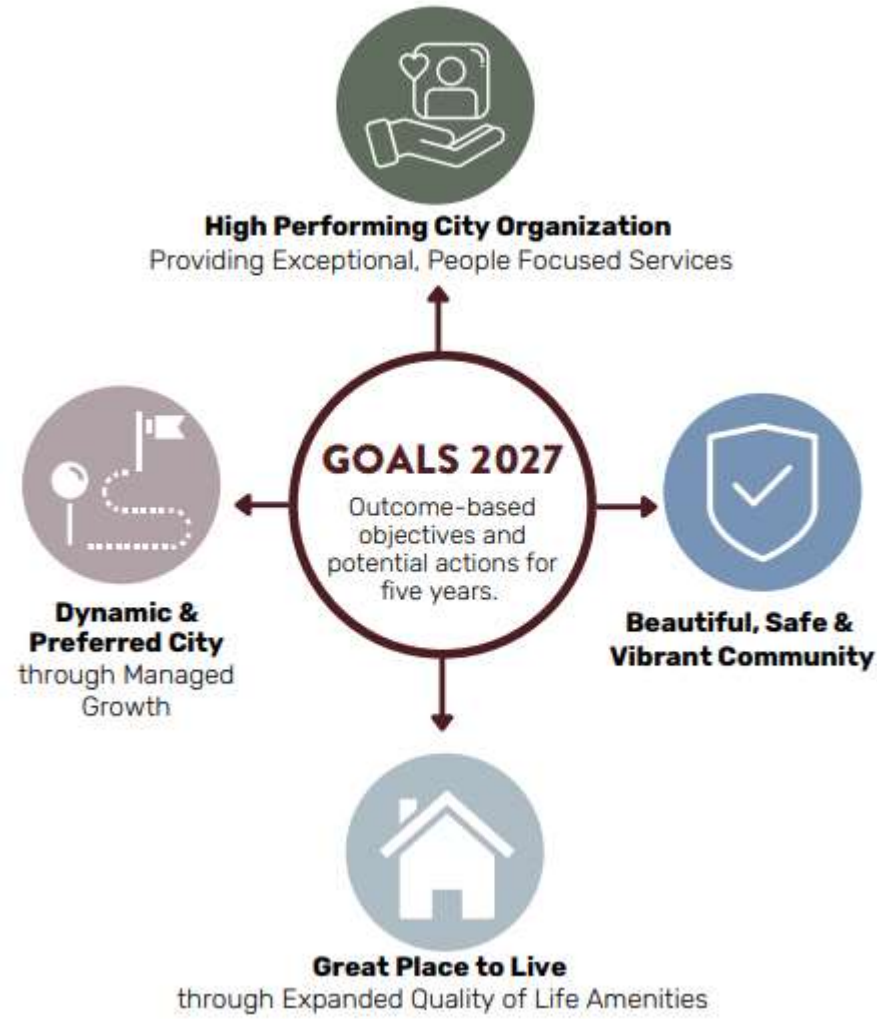 High Performing City Organization
Providing Exceptional, People Focused Services
GOALS 2027
Outcome-based
objectives and
potential actions for
five years.
Dynamic &
Preferred City
through Managed
Growth
Beautiful, Safe &
Vibrant Community
Great Place to Live
through Expanded Quality of Life Amenities